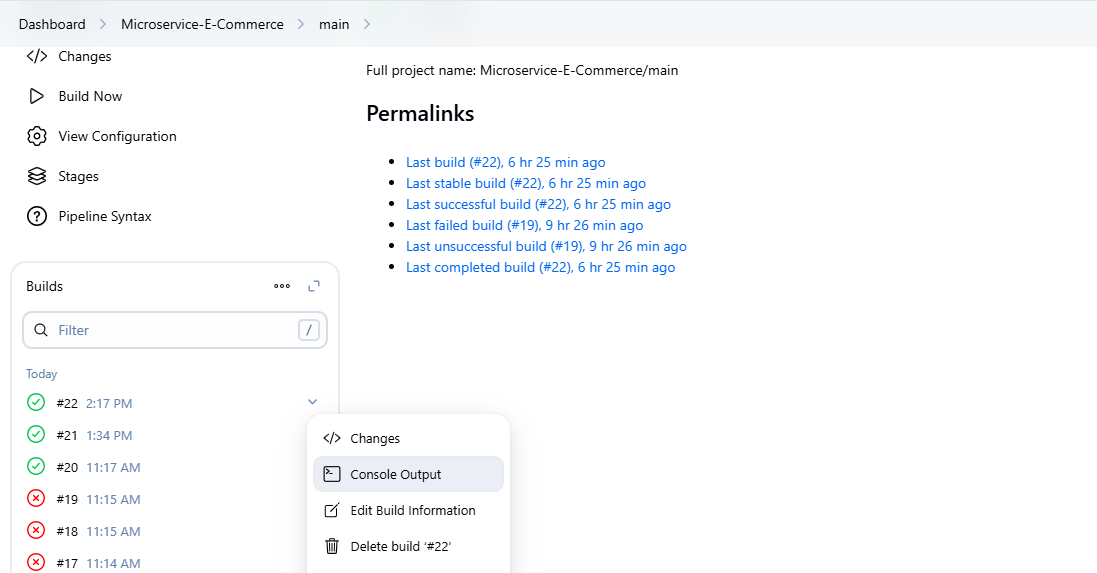 Dashboard > Microservice-E-Commerce > main >
Changes
Build Now
View Configuration
Stages
Pipeline Syntax
Full project name: Microservice-E-Commerce/main
Permalinks
Last build (#22), 6 hr 25 min ago
Last stable build (#22), 6 hr 25 min ago
Last successful build (#22), 6 hr 25 min ago
Last failed build (#19), 9 hr 26 min ago
Last unsuccessful build (#19), 9 hr 26 min ago
Last completed build (#22), 6 hr 25 min ago
Builds
Filter /
Today
#22 2:17 PM
#21 1:34 PM
#20 11:17 AM
#19 11:15 AM
#18 11:15 AM
#17 11:14 AM
Changes
Console Output
Edit Build Information
Delete build ‘#22’